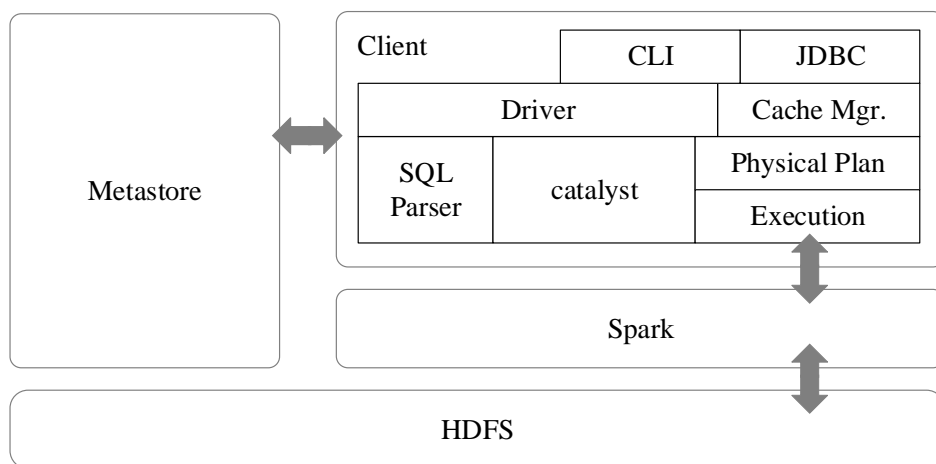 Client
CLI
JDBC
Driver
Cache Mgr.
Metastore
SQL
Parser
catalyst
Physical Plan
Execution
Spark
HDFS